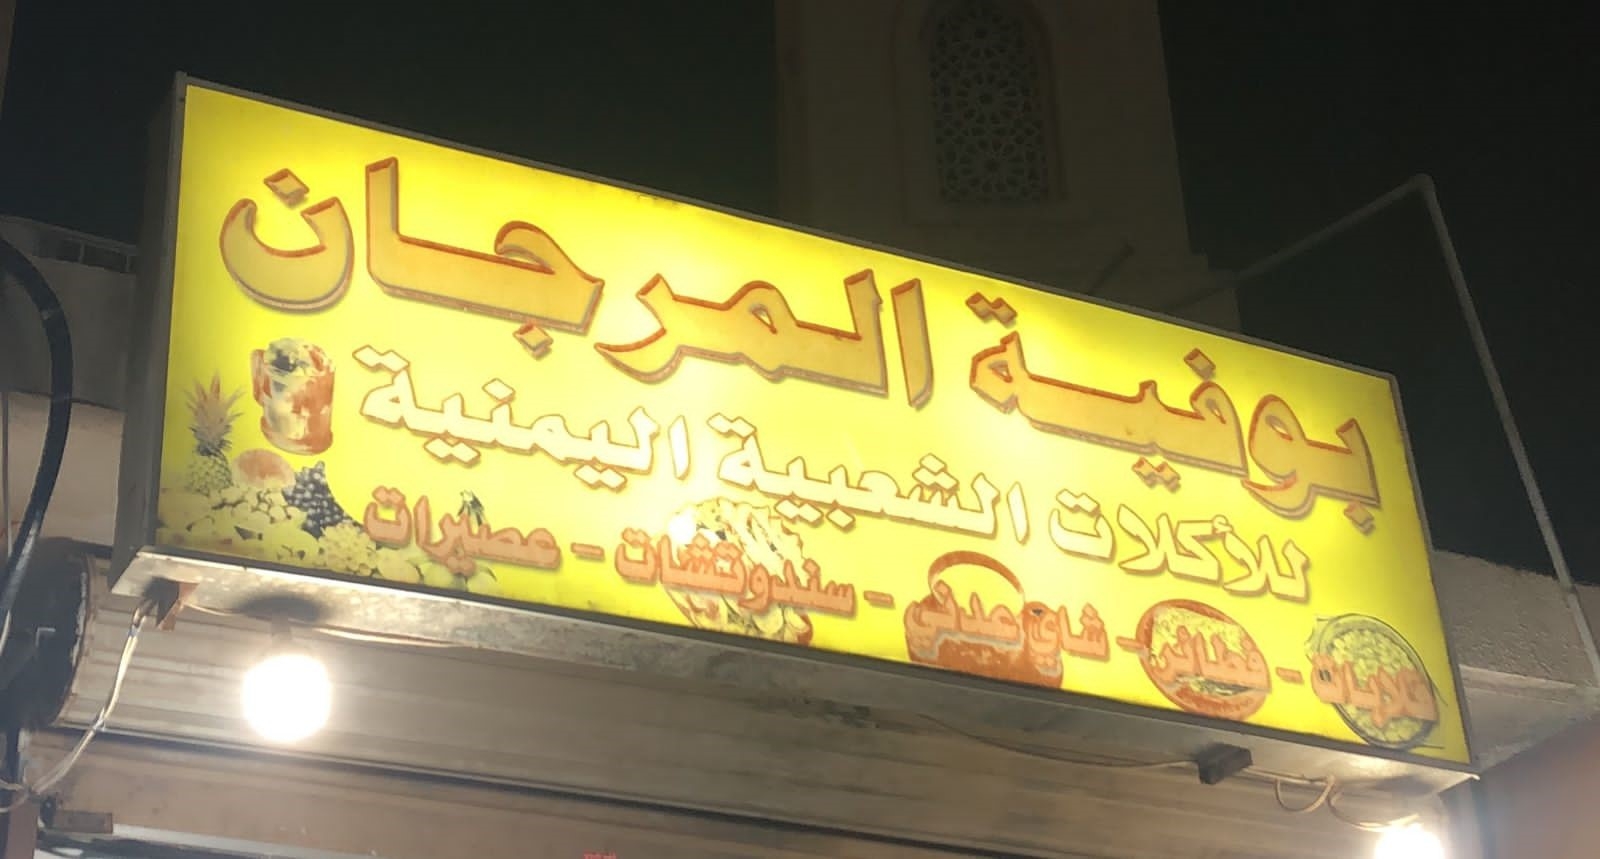 بوفية المرجان
للأكلات الشعبية اليمنية
قلابات - فطائر - شاي عدني - سندوتشات - عصيرات